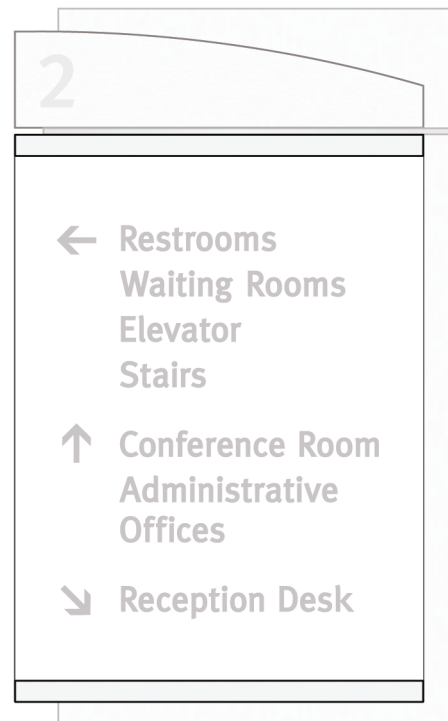 2
← Restrooms
Waiting Rooms
Elevator
Stairs
↑ Conference Room
Administrative
Offices
↘ Reception Desk